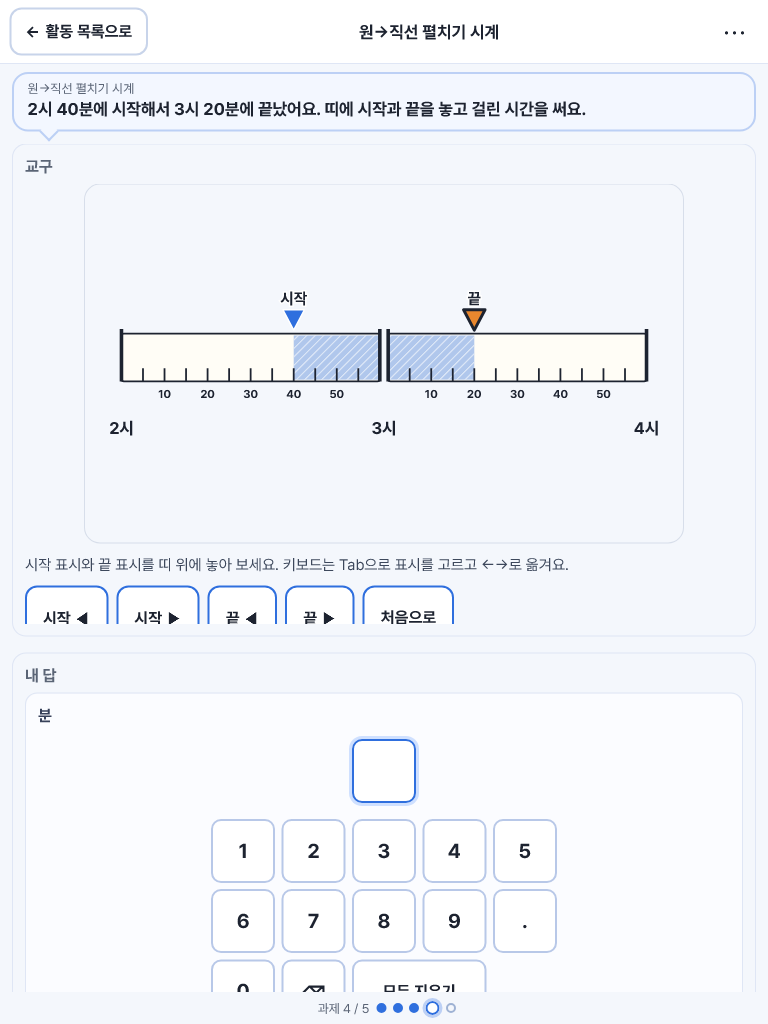 ← 활동 목록으로
원→직선 펼치기 시계
...
원→직선 펼치기 시계
2시 40분에 시작해서 3시 20분에 끝났어요. 띠에 시작과 끝을 놓고 걸린 시간을 써요.
교구
시작 끝
10 20 30 40 50 10 20 30 40 50
2시 3시 4시
시작 표시와 끝 표시를 띠 위에 놓아 보세요. 키보드는 Tab으로 표시를 고르고 ←→로 옮겨요.
시작 ◀ 시작 ▶ 끝 ◀ 끝 ▶ 처음으로
내 답
분
1 2 3 4 5
6 7 8 9 .
0 ⌫ 모두 지우기
과제 4 / 5